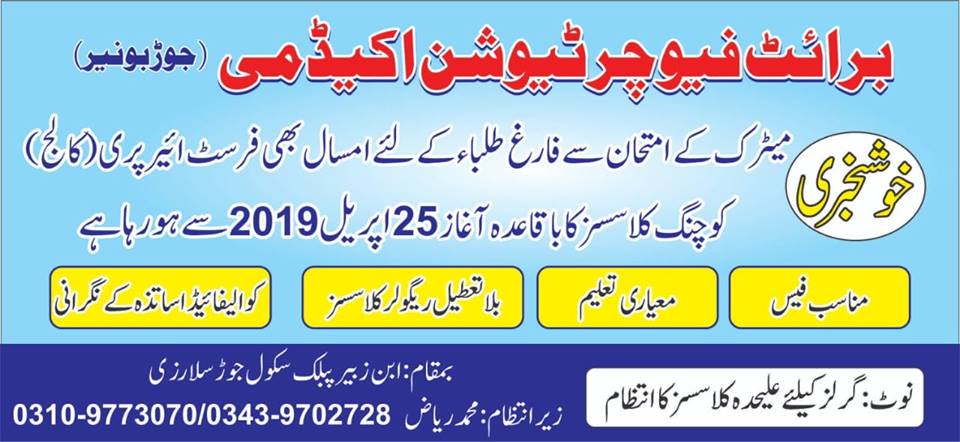 برائٹ فیوچر ٹیوشن اکیڈمی (جوڑ بونیر)
خوشخبری
میٹرک کے امتحان سے فارغ طلباء کے لئے امسال بھی فرسٹ ائیر پری (کالج)
کوچنگ کلاسسز کا باقاعدہ آغاز 25 اپریل 2019 سے ہو رہا ہے
مناسب فیس
معیاری تعلیم
بلا تعطیل ریگولر کلاسسز
کوالیفائیڈ اساتذہ کے نگرانی
نوٹ: گرلز کیلئے علیحدہ کلاسسز کا انتظام
بمقام: ابن زبیر پبلک سکول جوڑ سلارزی
زیر انتظام: محمد ریاض 0310-9773070/0343-9702728